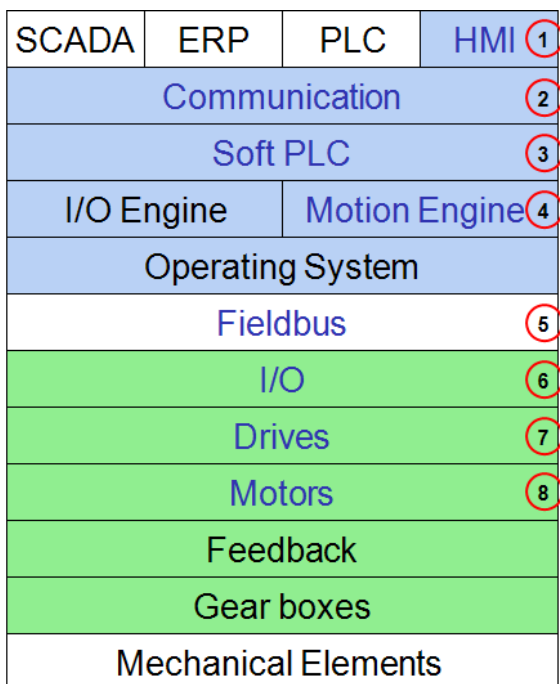 SCADA ERP PLC HMI 1
Communication 2
Soft PLC 3
I/O Engine Motion Engine 4
Operating System
Fieldbus 5
I/O 6
Drives 7
Motors 8
Feedback
Gear boxes
Mechanical Elements